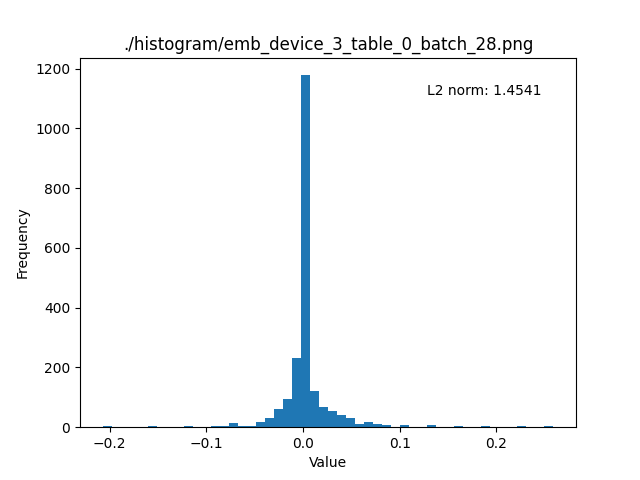 ./histogram/emb_device_3_table_0_batch_28.png
L2 norm: 1.4541
1200
1000
800
600
400
200
0
Frequency
−0.2 −0.1 0.0 0.1 0.2
Value